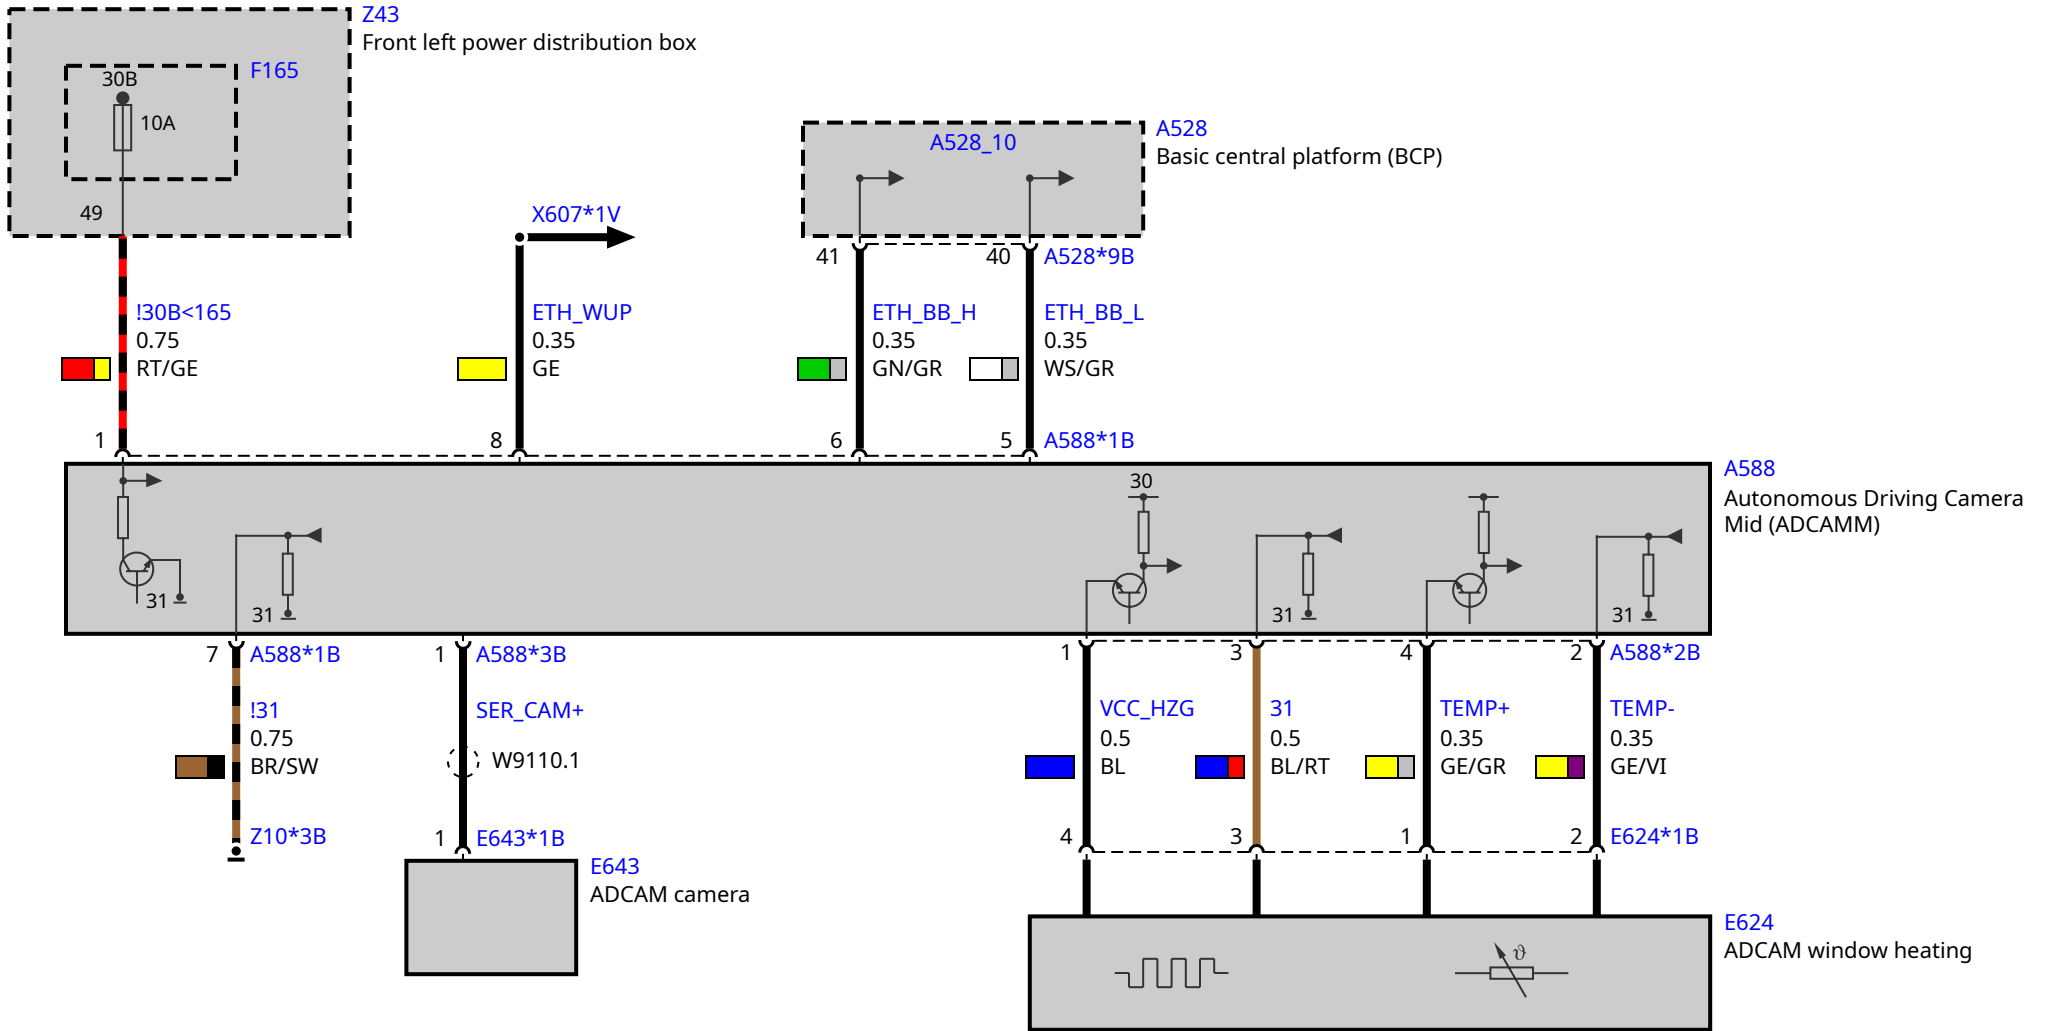 Z43
Front left power distribution box
F165
30B
10A
49
A528_10
A528
Basic central platform (BCP)
X607*1V
41
40
A528*9B
!30B<165
0.75
RT/GE
ETH_WUP
0.35
GE
ETH_BB_H
0.35
GN/GR
ETH_BB_L
0.35
WS/GR
1
8
6
5
A588*1B
A588
Autonomous Driving Camera
Mid (ADCAMM)
30
31
31
31
31
7
A588*1B
1
A588*3B
1
3
4
2
A588*2B
!31
0.75
BR/SW
SER_CAM+
W9110.1
VCC_HZG
0.5
BL
31
0.5
BL/RT
TEMP+
0.35
GE/GR
TEMP-
0.35
GE/VI
Z10*3B
1
E643*1B
4
3
1
2
E624*1B
E643
ADCAM camera
E624
ADCAM window heating
ϑ